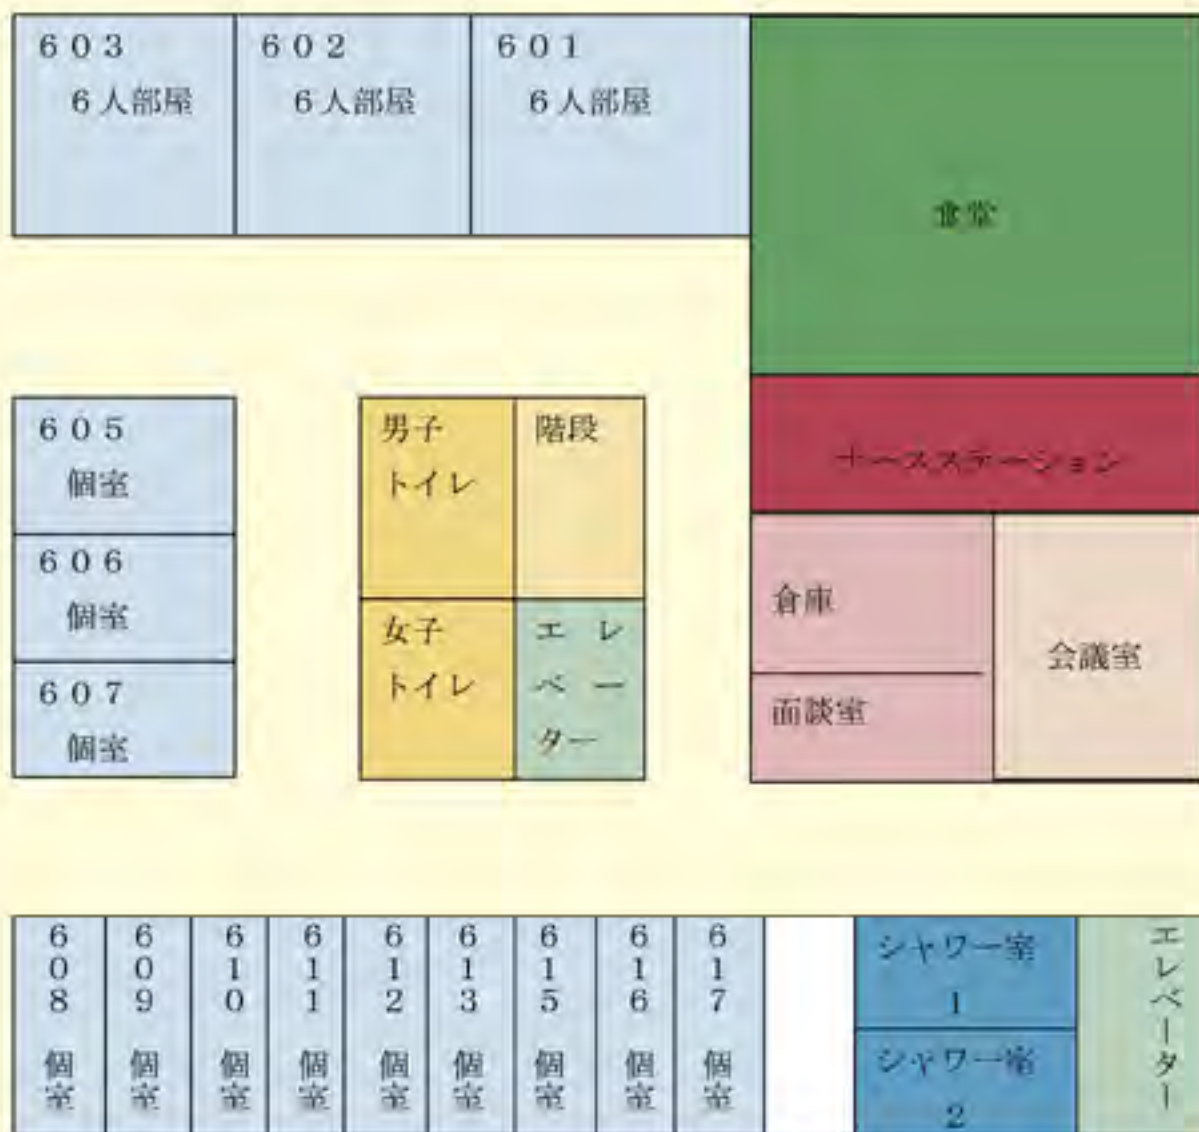 ６０３
６人部屋
６０２
６人部屋
６０１
６人部屋
食堂
ナースステーション
６０５
個室
６０６
個室
６０７
個室
男子
トイレ
階段
女子
トイレ
エレ
ベー
ター
倉庫
面談室
会議室
６０８　個室
６０９　個室
６１０　個室
６１１　個室
６１２　個室
６１３　個室
６１５　個室
６１６　個室
６１７　個室
シャワー室
１
シャワー室
２
エレベーター